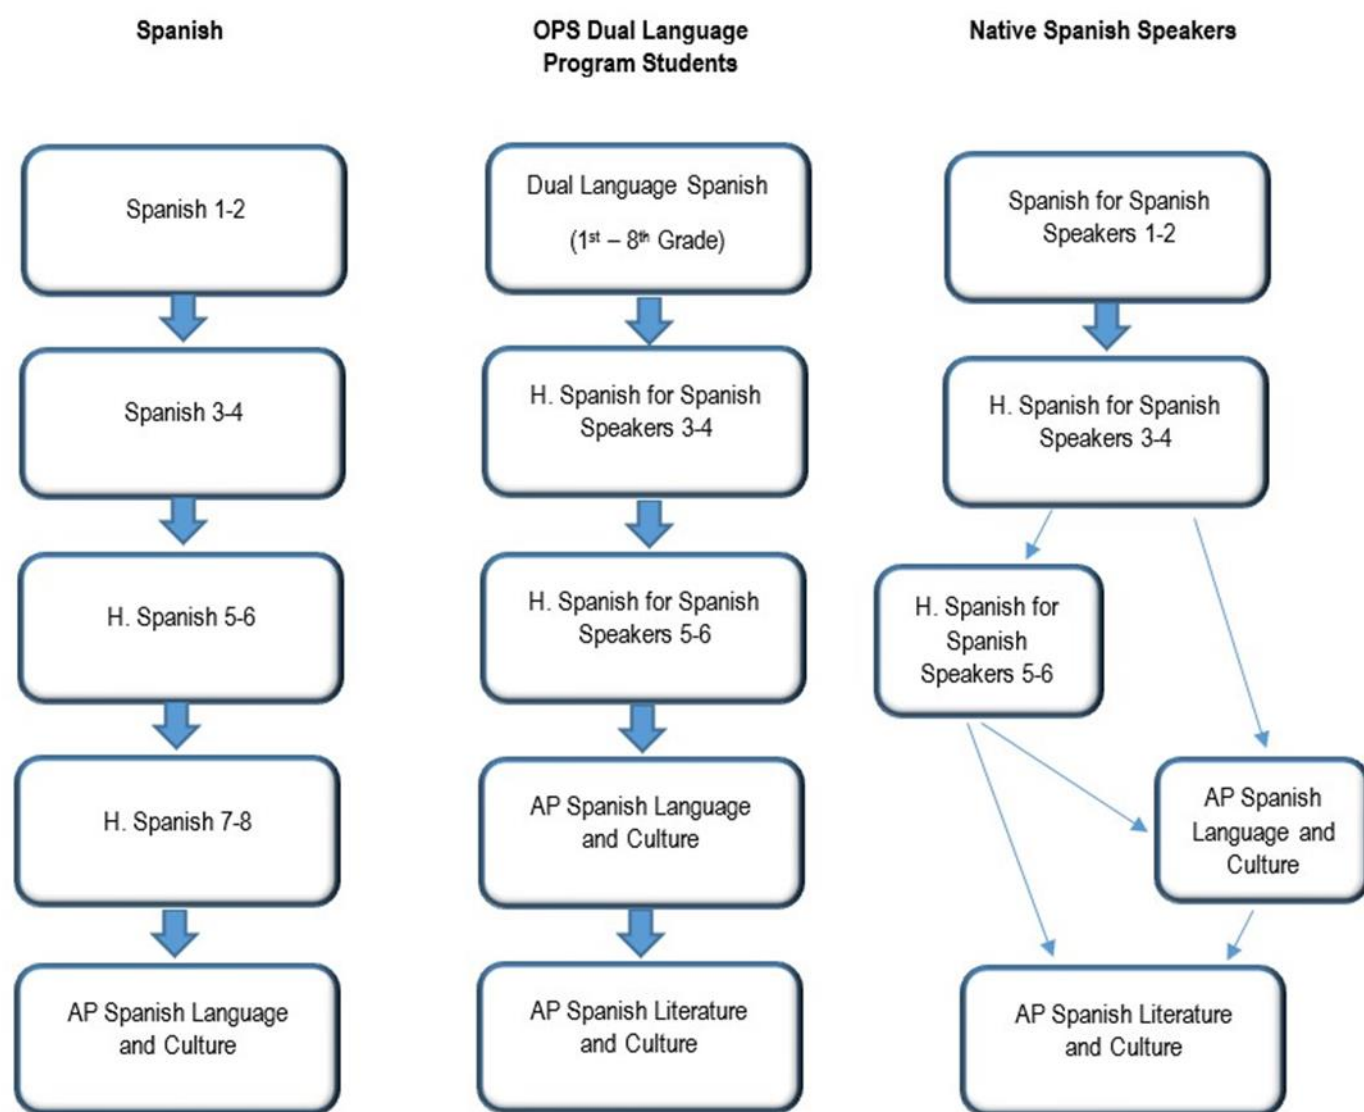 Spanish
OPS Dual Language
Program Students
Native Spanish Speakers
Spanish 1-2
Dual Language Spanish
(1st – 8th Grade)
Spanish for Spanish
Speakers 1-2
Spanish 3-4
H. Spanish for Spanish
Speakers 3-4
H. Spanish for Spanish
Speakers 3-4
H. Spanish 5-6
H. Spanish for Spanish
Speakers 5-6
H. Spanish for
Spanish
Speakers 5-6
H. Spanish 7-8
AP Spanish Language
and Culture
AP Spanish
Language and
Culture
AP Spanish Language
and Culture
AP Spanish Literature
and Culture
AP Spanish Literature
and Culture